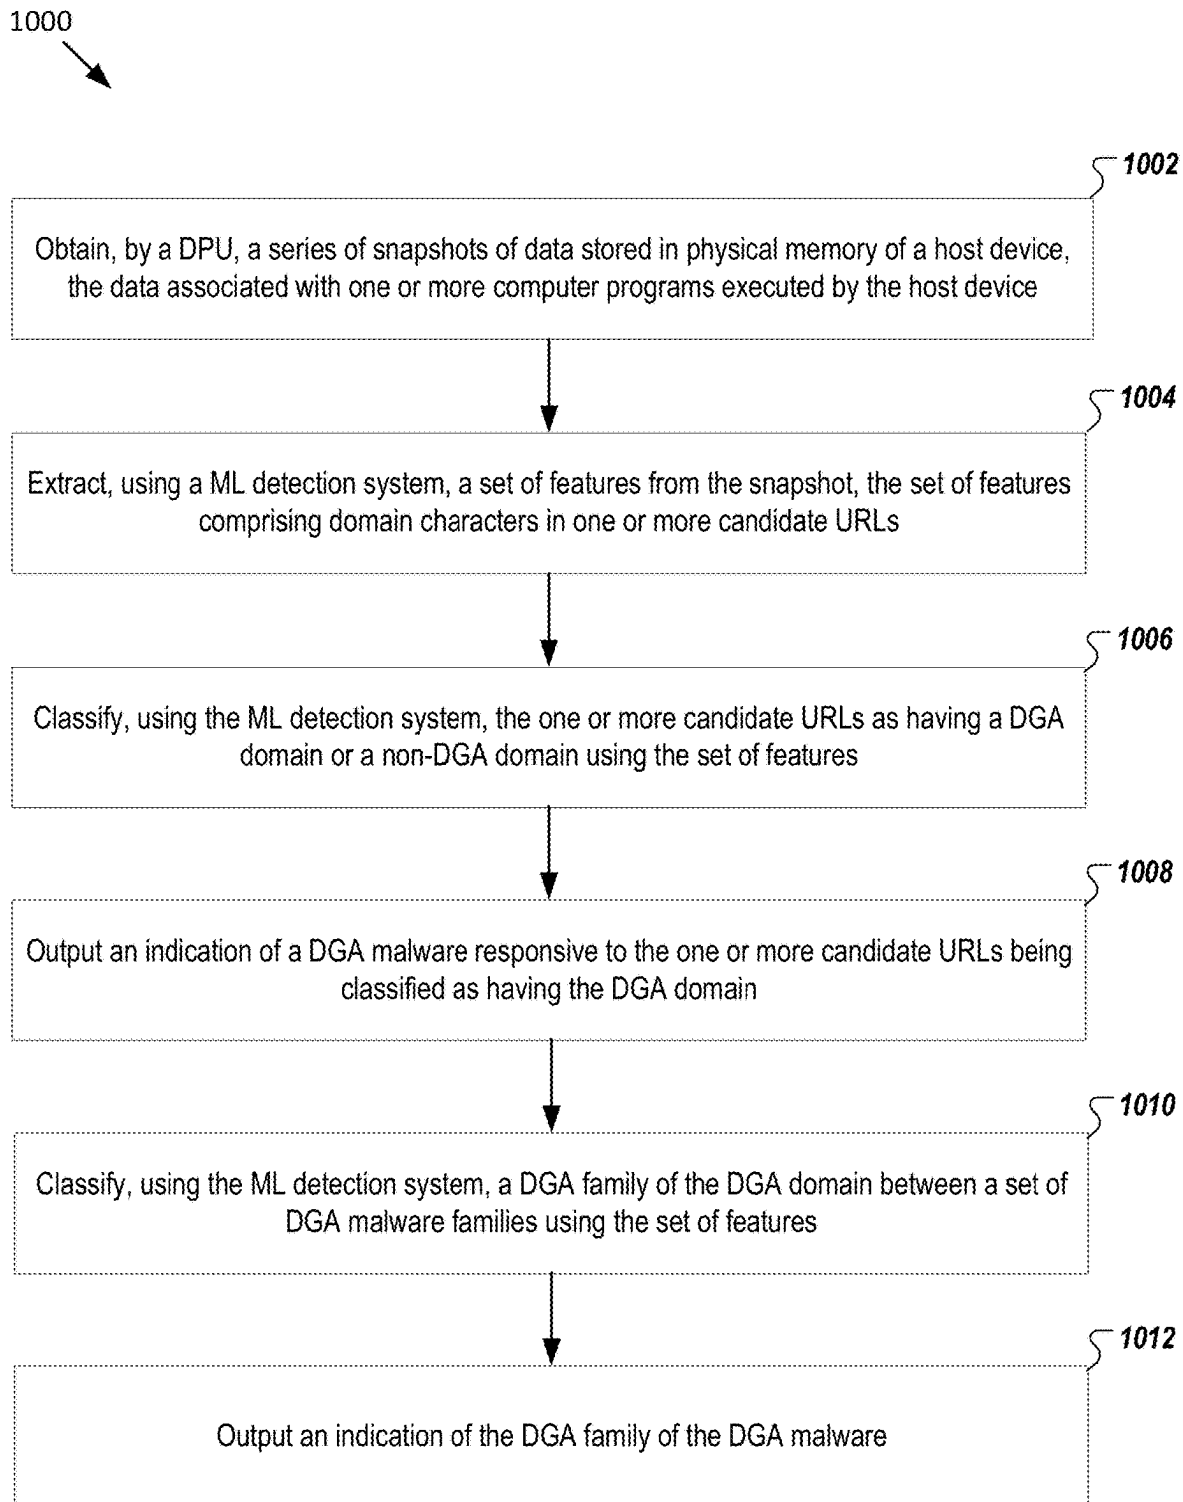 1000
1002
Obtain, by a DPU, a series of snapshots of data stored in physical memory of a host device,
the data associated with one or more computer programs executed by the host device
1004
Extract, using a ML detection system, a set of features from the snapshot, the set of features
comprising domain characters in one or more candidate URLs
1006
Classify, using the ML detection system, the one or more candidate URLs as having a DGA
domain or a non-DGA domain using the set of features
1008
Output an indication of a DGA malware responsive to the one or more candidate URLs being
classified as having the DGA domain
1010
Classify, using the ML detection system, a DGA family of the DGA domain between a set of
DGA malware families using the set of features
1012
Output an indication of the DGA family of the DGA malware